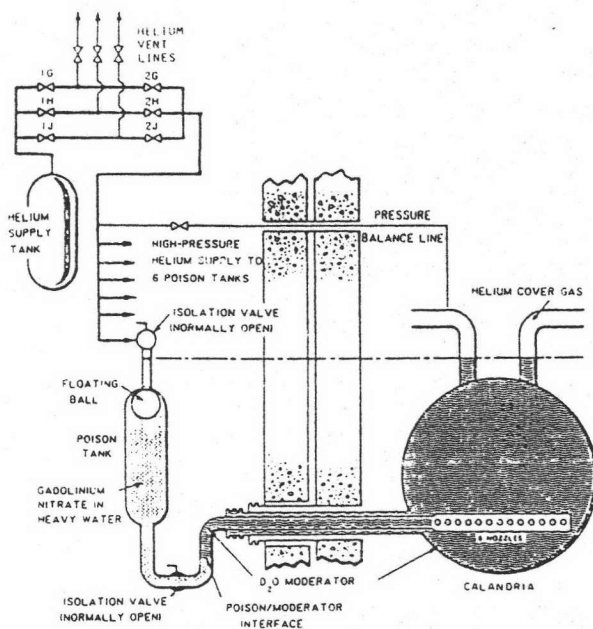 HELIUM
VENT
LINES
1G
2G
1H
2H
1J
2J
HELIUM
SUPPLY
TANK
PRESSURE
BALANCE LINE
HIGH-PRESSURE
HELIUM SUPPLY TO
6 POISON TANKS
HELIUM COVER GAS
ISOLATION VALVE
(NORMALLY OPEN)
FLOATING
BALL
POISON
TANK
GADOLINIUM
NITRATE IN
HEAVY WATER
6 NOZZLES
D₂O MODERATOR
CALANDRIA
ISOLATION VALVE
(NORMALLY OPEN)
POISON/MODERATOR
INTERFACE